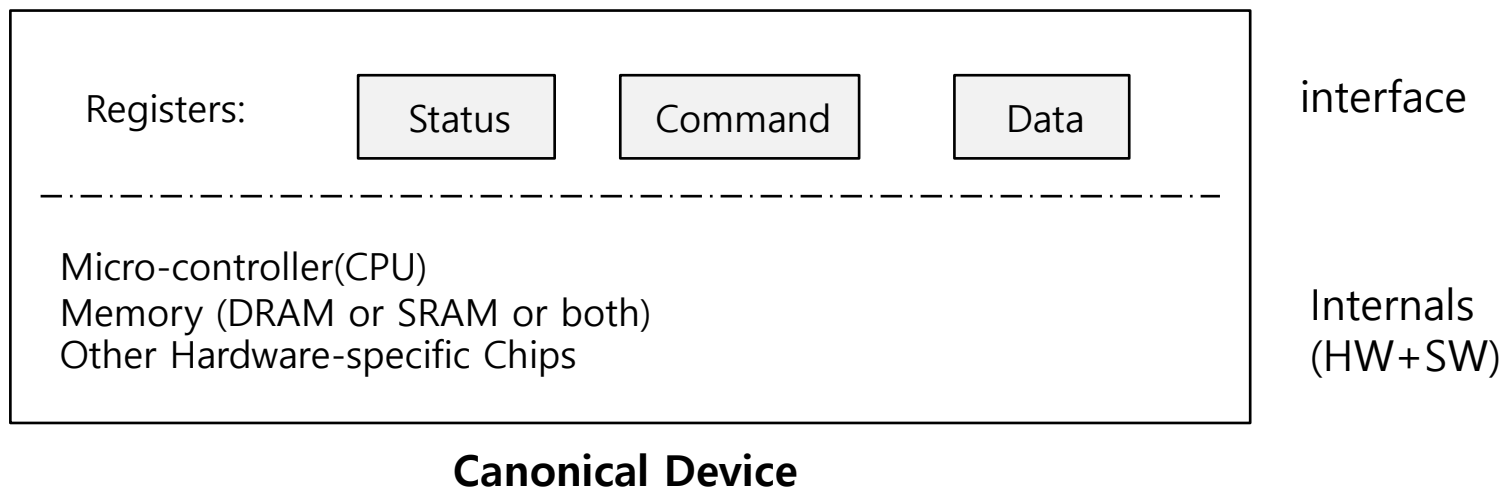 Registers: Status Command Data interface
Micro-controller(CPU)
Memory (DRAM or SRAM or both)
Other Hardware-specific Chips
Internals
(HW+SW)
Canonical Device